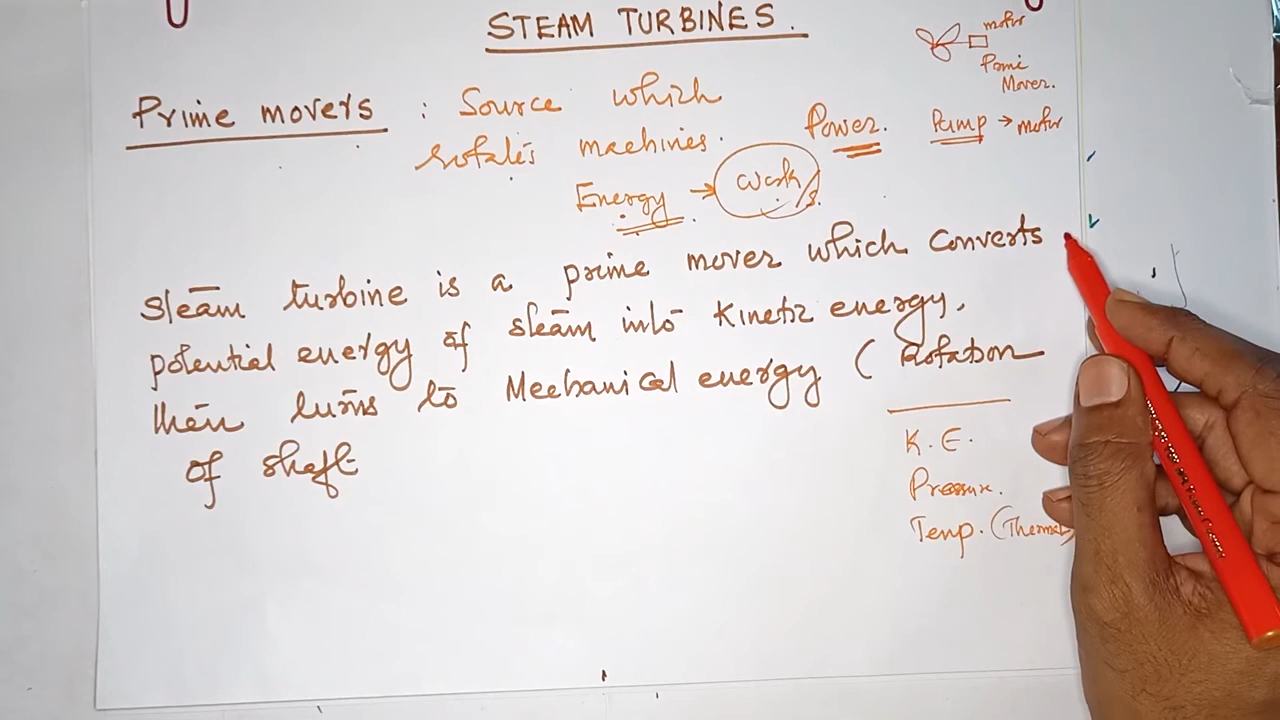 STEAM TURBINES.
motor
Prime
Mover.
Prime movers : Source which
rotates machines.
Power.
Pump → motor
Energy → Work/s.
Steam turbine is a prime mover which converts
potential energy of steam into Kinetic energy.
then turns to Mechanical energy ( Rotation
of shaft
K.E.
Pressure.
Temp. (Thermal)